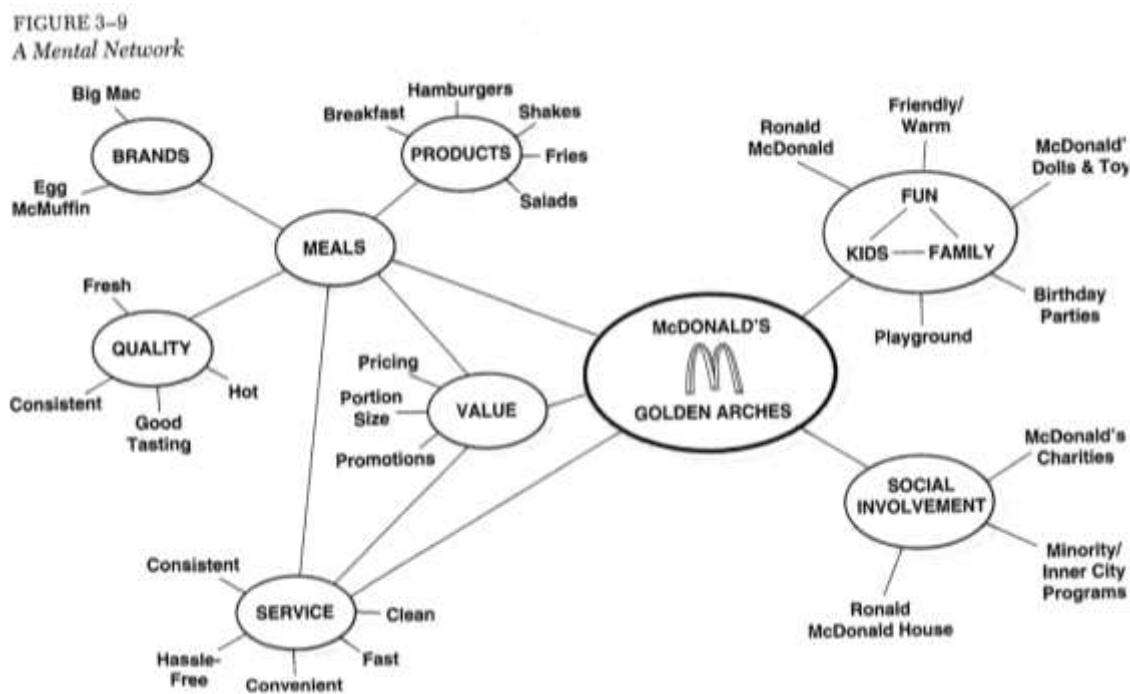 FIGURE 3–9
A Mental Network
Big Mac
BRANDS
Egg
McMuffin
Hamburgers
Breakfast
Shakes
PRODUCTS
Fries
Salads
MEALS
Fresh
QUALITY
Consistent
Hot
Good
Tasting
Pricing
Portion
Size
VALUE
Promotions
Consistent
SERVICE
Clean
Hassle-
Free
Fast
Convenient
McDONALD'S
GOLDEN ARCHES
Ronald
McDonald
Friendly/
Warm
McDonald'
Dolls & Toy
FUN
KIDS
FAMILY
Birthday
Parties
Playground
SOCIAL
INVOLVEMENT
McDonald's
Charities
Minority/
Inner City
Programs
Ronald
McDonald House